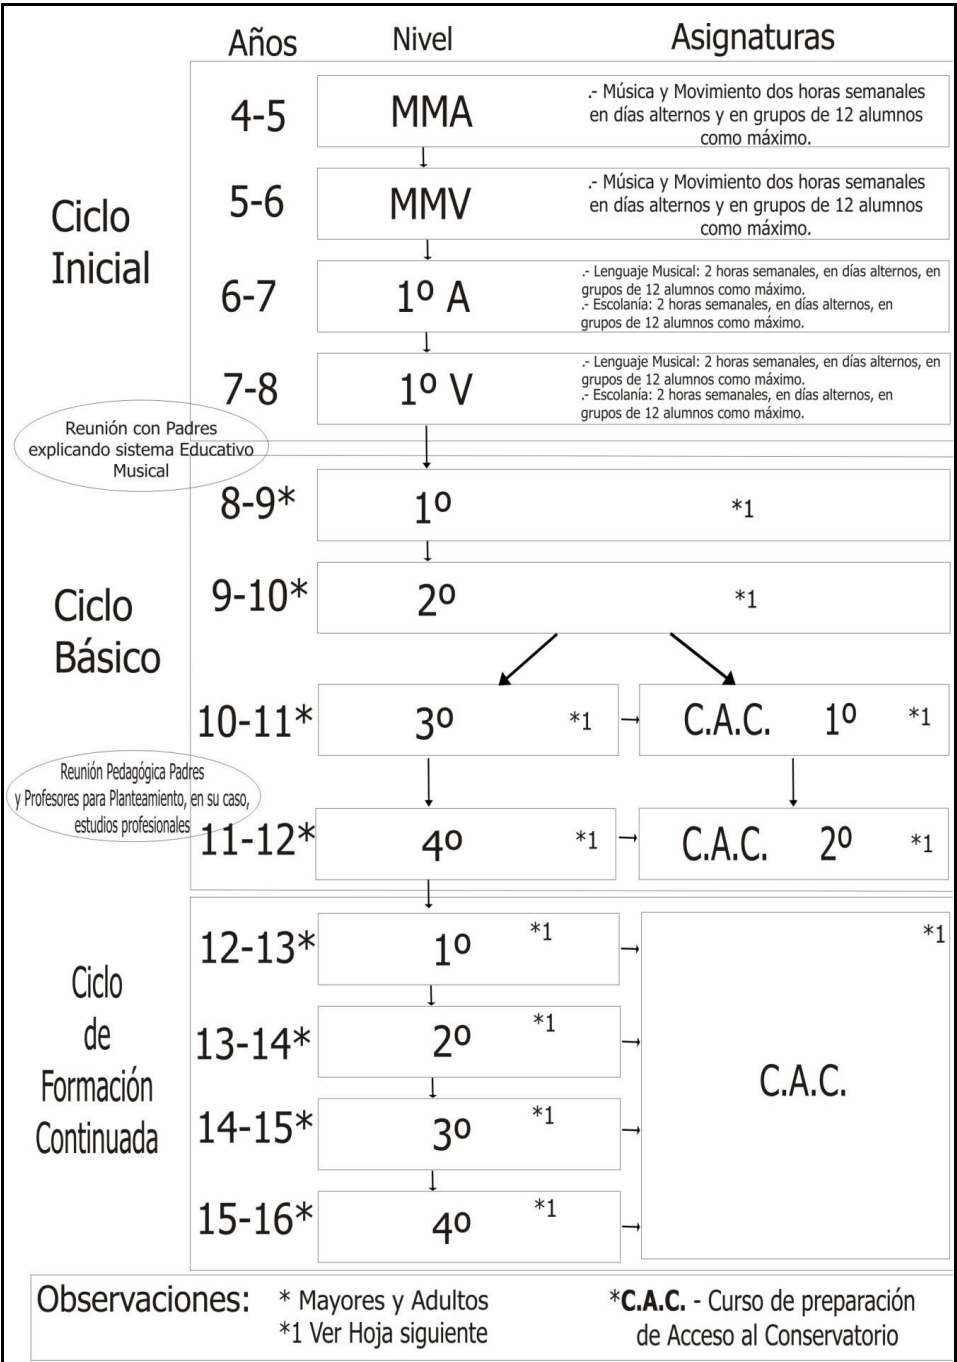 Años Nivel Asignaturas
Ciclo
Inicial
4-5 MMA
.- Música y Movimiento dos horas semanales
en días alternos y en grupos de 12 alumnos
como máximo.
5-6 MMV
.- Música y Movimiento dos horas semanales
en días alternos y en grupos de 12 alumnos
como máximo.
6-7 1º A
.- Lenguaje Musical: 2 horas semanales, en días alternos, en
grupos de 12 alumnos como máximo.
.- Escolanía: 2 horas semanales, en días alternos, en
grupos de 12 alumnos como máximo.
7-8 1º V
.- Lenguaje Musical: 2 horas semanales, en días alternos, en
grupos de 12 alumnos como máximo.
.- Escolanía: 2 horas semanales, en días alternos, en
grupos de 12 alumnos como máximo.
Reunión con Padres
explicando sistema Educativo
Musical
Ciclo
Básico
8-9* 1º *1
9-10* 2º *1
10-11* 3º *1 C.A.C. 1º *1
Reunión Pedagógica Padres
y Profesores para Planteamiento, en su caso,
estudios profesionales
11-12* 4º *1 C.A.C. 2º *1
Ciclo
de
Formación
Continuada
12-13* 1º *1
13-14* 2º *1
14-15* 3º *1
15-16* 4º *1
*1
C.A.C.
Observaciones:
* Mayores y Adultos
*1 Ver Hoja siguiente
*C.A.C. - Curso de preparación
de Acceso al Conservatorio